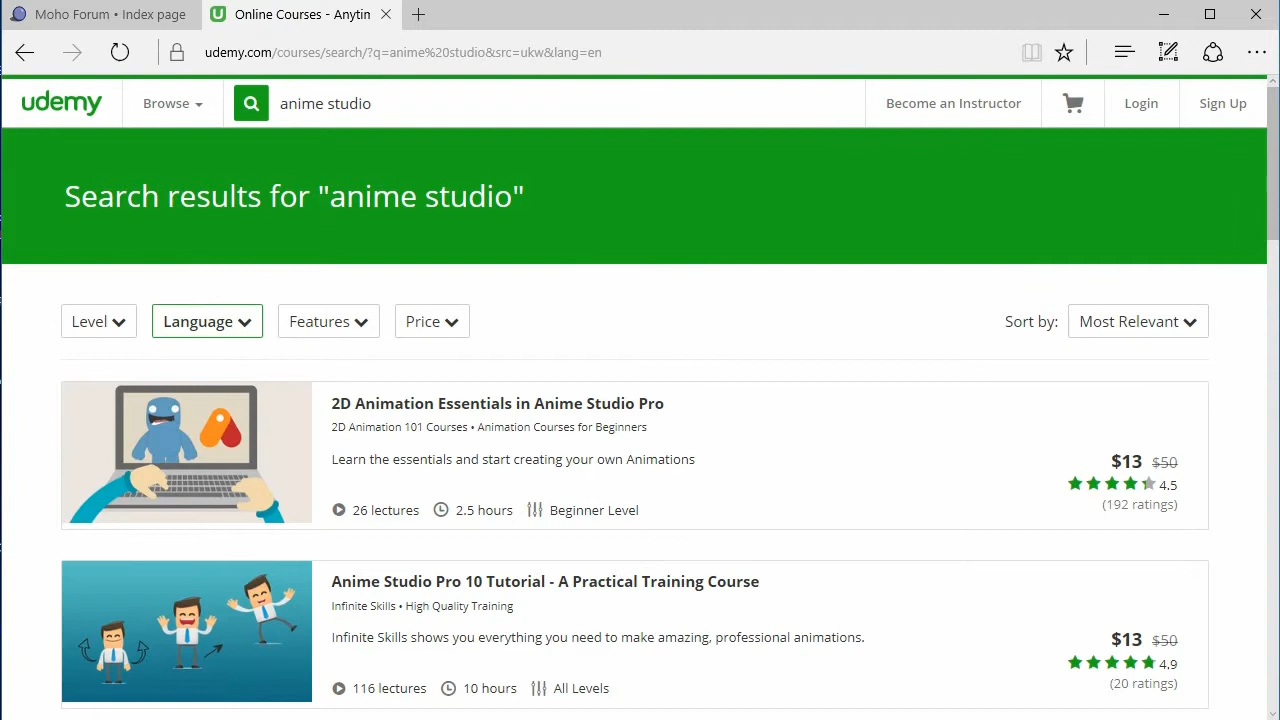 Moho Forum • Index page
Online Courses - Anytin
udemy.com/courses/search/?q=anime%20studio&src=ukw&lang=en
udemy
Browse
anime studio
Become an Instructor
Login
Sign Up
Search results for "anime studio"
Level
Language
Features
Price
Sort by:
Most Relevant
2D Animation Essentials in Anime Studio Pro
2D Animation 101 Courses • Animation Courses for Beginners
Learn the essentials and start creating your own Animations
26 lectures
2.5 hours
Beginner Level
$13 $50
4.5
(192 ratings)
Anime Studio Pro 10 Tutorial - A Practical Training Course
Infinite Skills • High Quality Training
Infinite Skills shows you everything you need to make amazing, professional animations.
116 lectures
10 hours
All Levels
$13 $50
4.9
(20 ratings)